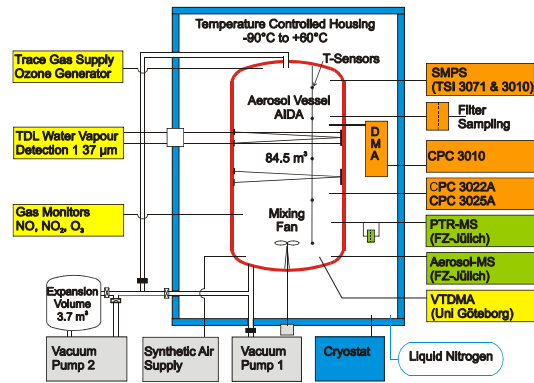 Temperature Controlled Housing
-90°C to +60°C
Trace Gas Supply
Ozone Generator
T-Sensors
SMPS
(TSI 3071 & 3010)
Aerosol Vessel
AIDA
Filter
Sampling
TDL Water Vapour
Detection 1 37 µm
DMA
84.5 m³
CPC 3010
CPC 3022A
CPC 3025A
Gas Monitors
NO, NO₂, O₃
Mixing
Fan
PTR-MS
(FZ-Jülich)
Aerosol-MS
(FZ-Jülich)
Expansion
Volume
3.7 m³
VTDMA
(Uni Göteborg)
Vacuum
Pump 2
Synthetic Air
Supply
Vacuum
Pump 1
Cryostat
Liquid Nitrogen